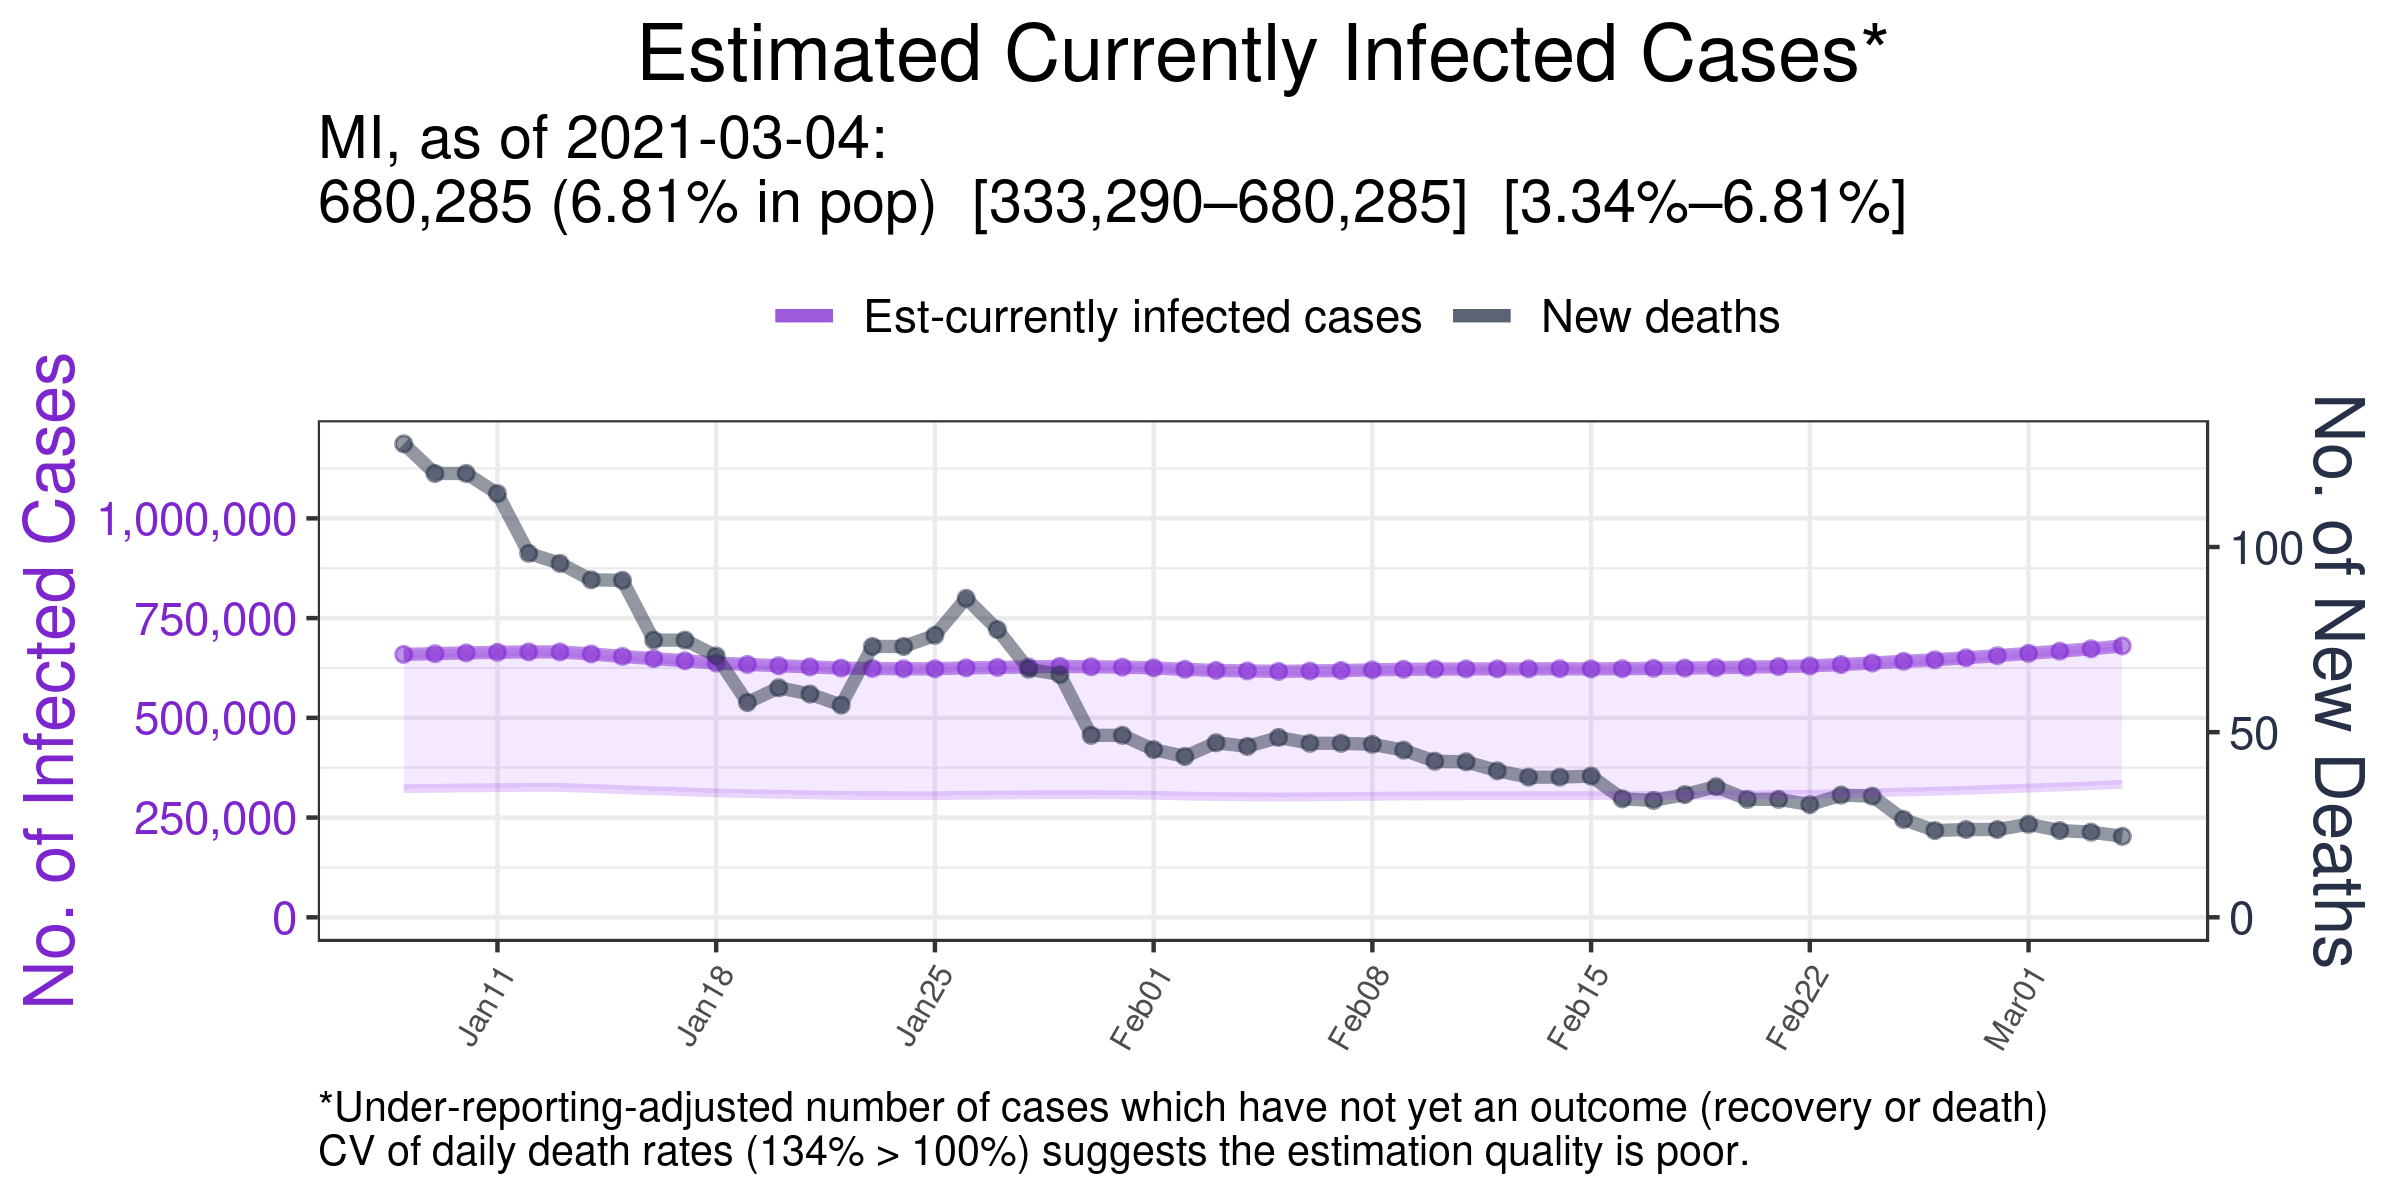 Estimated Currently Infected Cases*
MI, as of 2021-03-04:
680,285 (6.81% in pop)  [333,290–680,285]  [3.34%–6.81%]
Est-currently infected cases
New deaths
No. of Infected Cases
1,000,000
750,000
500,000
250,000
0
100
50
0
No. of New Deaths
Jan11
Jan18
Jan25
Feb01
Feb08
Feb15
Feb22
Mar01
*Under-reporting-adjusted number of cases which have not yet an outcome (recovery or death)
CV of daily death rates (134% > 100%) suggests the estimation quality is poor.